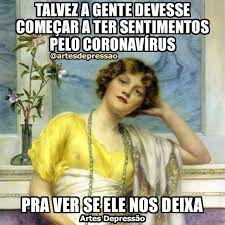 TALVEZ A GENTE DEVESSE
COMEÇAR A TER SENTIMENTOS
PELO CORONAVÍRUS
@artesdepressao
PRA VER SE ELE NOS DEIXA
Artes Depressão